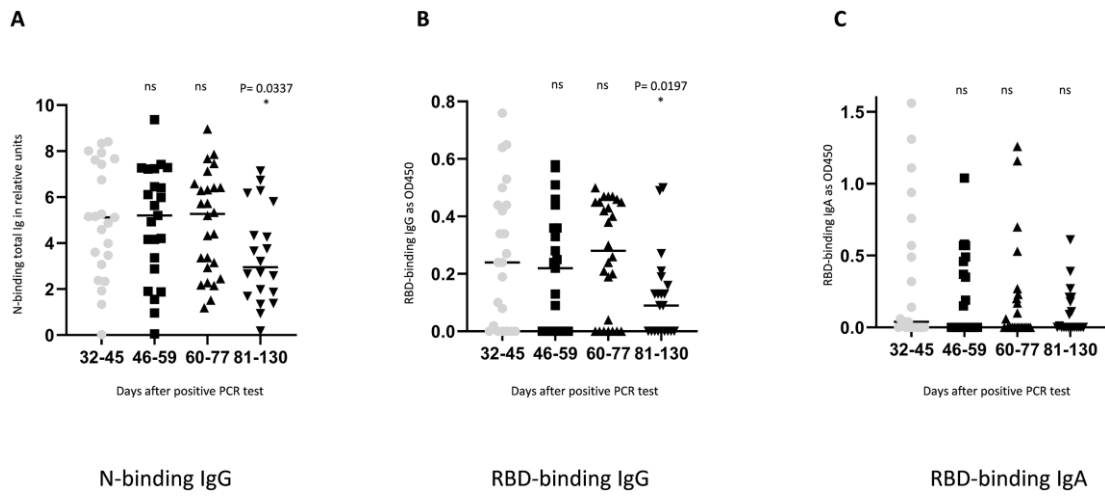 A
B
C
ns
ns
P= 0.0337
*
N-binding total Ig in relative units
10
8
6
4
2
0
32-45
46-59
60-77
81-130
Days after positive PCR test
ns
ns
P= 0.0197
*
RBD-binding IgG as OD450
0.8
0.6
0.4
0.2
0.0
32-45
46-59
60-77
81-130
Days after positive PCR test
ns
ns
ns
RBD-binding IgA as OD450
1.5
1.0
0.5
0.0
32-45
46-59
60-77
81-130
Days after positive PCR test
N-binding IgG
RBD-binding IgG
RBD-binding IgA